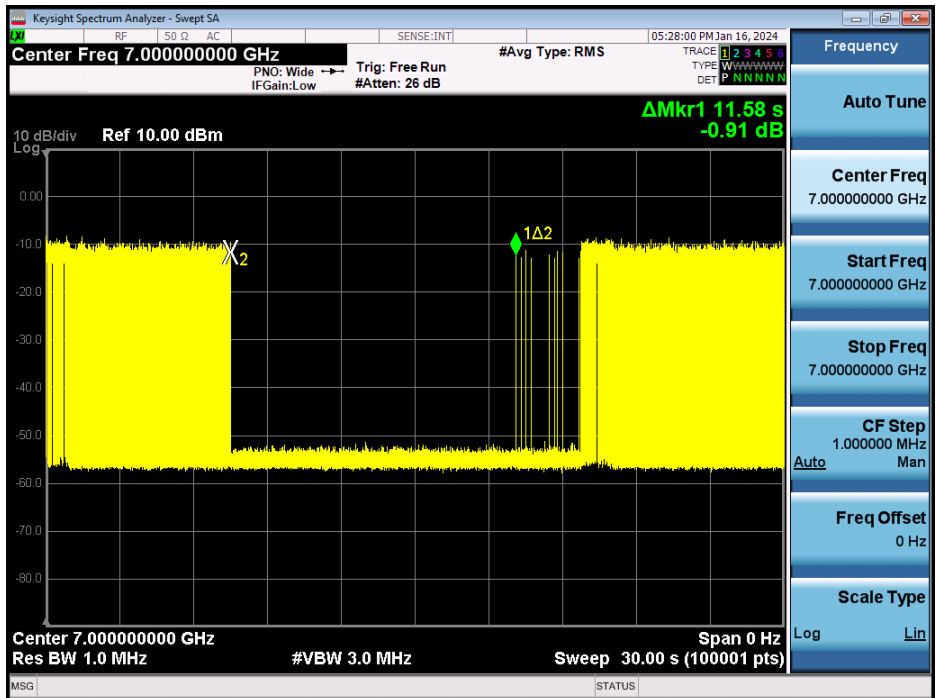 Keysight Spectrum Analyzer - Swept SA
LXI RF 50 Ω AC SENSE:INT 05:28:00 PM Jan 16, 2024
Center Freq 7.000000000 GHz
#Avg Type: RMS
TRACE 1 2 3 4 5 6
PNO: Wide
Trig: Free Run
TYPE WWWWWW
IFGain:Low
#Atten: 26 dB
DET P N N N N N
ΔMkr1 11.58 s
-0.91 dB
10 dB/div Ref 10.00 dBm
Log
0.00
-10.0
-20.0
-30.0
-40.0
-50.0
-60.0
-70.0
-80.0
1Δ2
2
Center 7.000000000 GHz Span 0 Hz
Res BW 1.0 MHz #VBW 3.0 MHz Sweep 30.00 s (100001 pts)
MSG STATUS
Frequency
Auto Tune
Center Freq
7.000000000 GHz
Start Freq
7.000000000 GHz
Stop Freq
7.000000000 GHz
CF Step
1.000000 MHz
Auto Man
Freq Offset
0 Hz
Scale Type
Log Lin